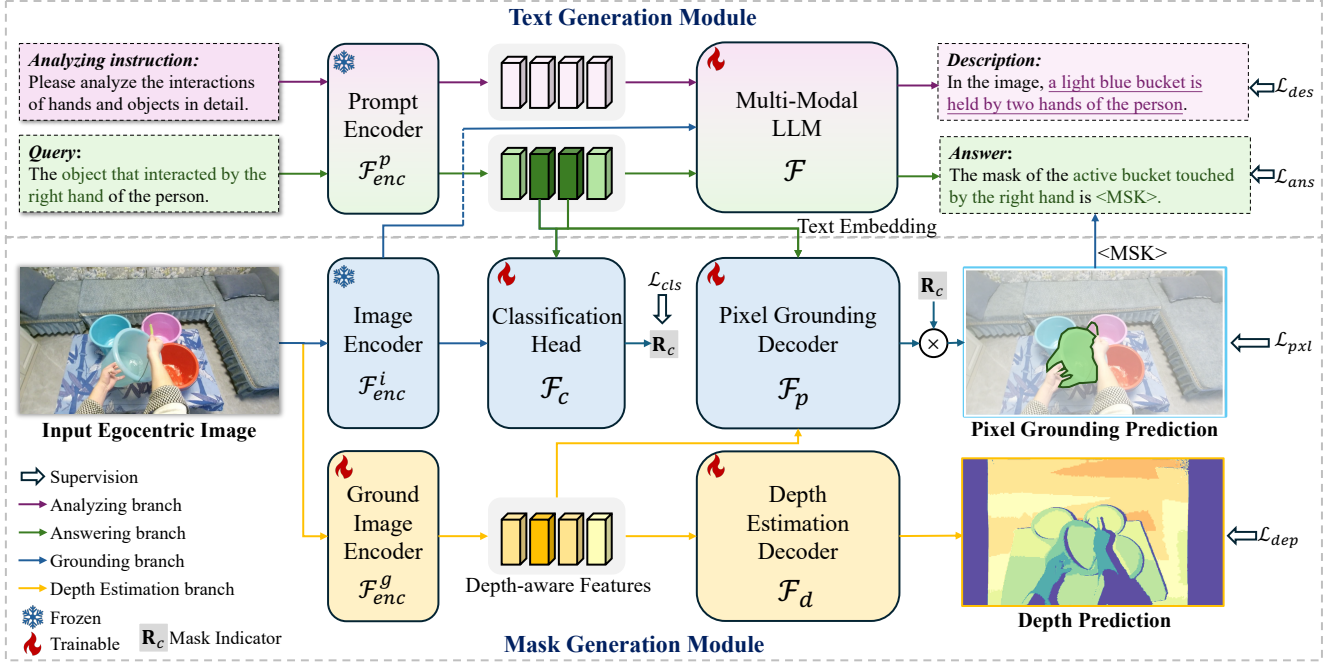 Text Generation Module
Analyzing instruction:
Please analyze the interactions
of hands and objects in detail.
Prompt
Encoder
F^p_enc
Multi-Modal
LLM
F
Description:
In the image, a light blue bucket is
held by two hands of the person.
L_des
Query:
The object that interacted by the
right hand of the person.
Answer:
The mask of the active bucket touched
by the right hand is <MSK>.
L_ans
Text Embedding
<MSK>
Input Egocentric Image
Image
Encoder
F^i_enc
Classification
Head
F_c
L_cls
R_c
Pixel Grounding
Decoder
F_p
R_c
×
Pixel Grounding Prediction
L_pxl
Supervision
Analyzing branch
Answering branch
Grounding branch
Depth Estimation branch
Frozen
Trainable
R_c Mask Indicator
Ground
Image
Encoder
F^g_enc
Depth-aware Features
Depth
Estimation
Decoder
F_d
Depth Prediction
L_dep
Mask Generation Module